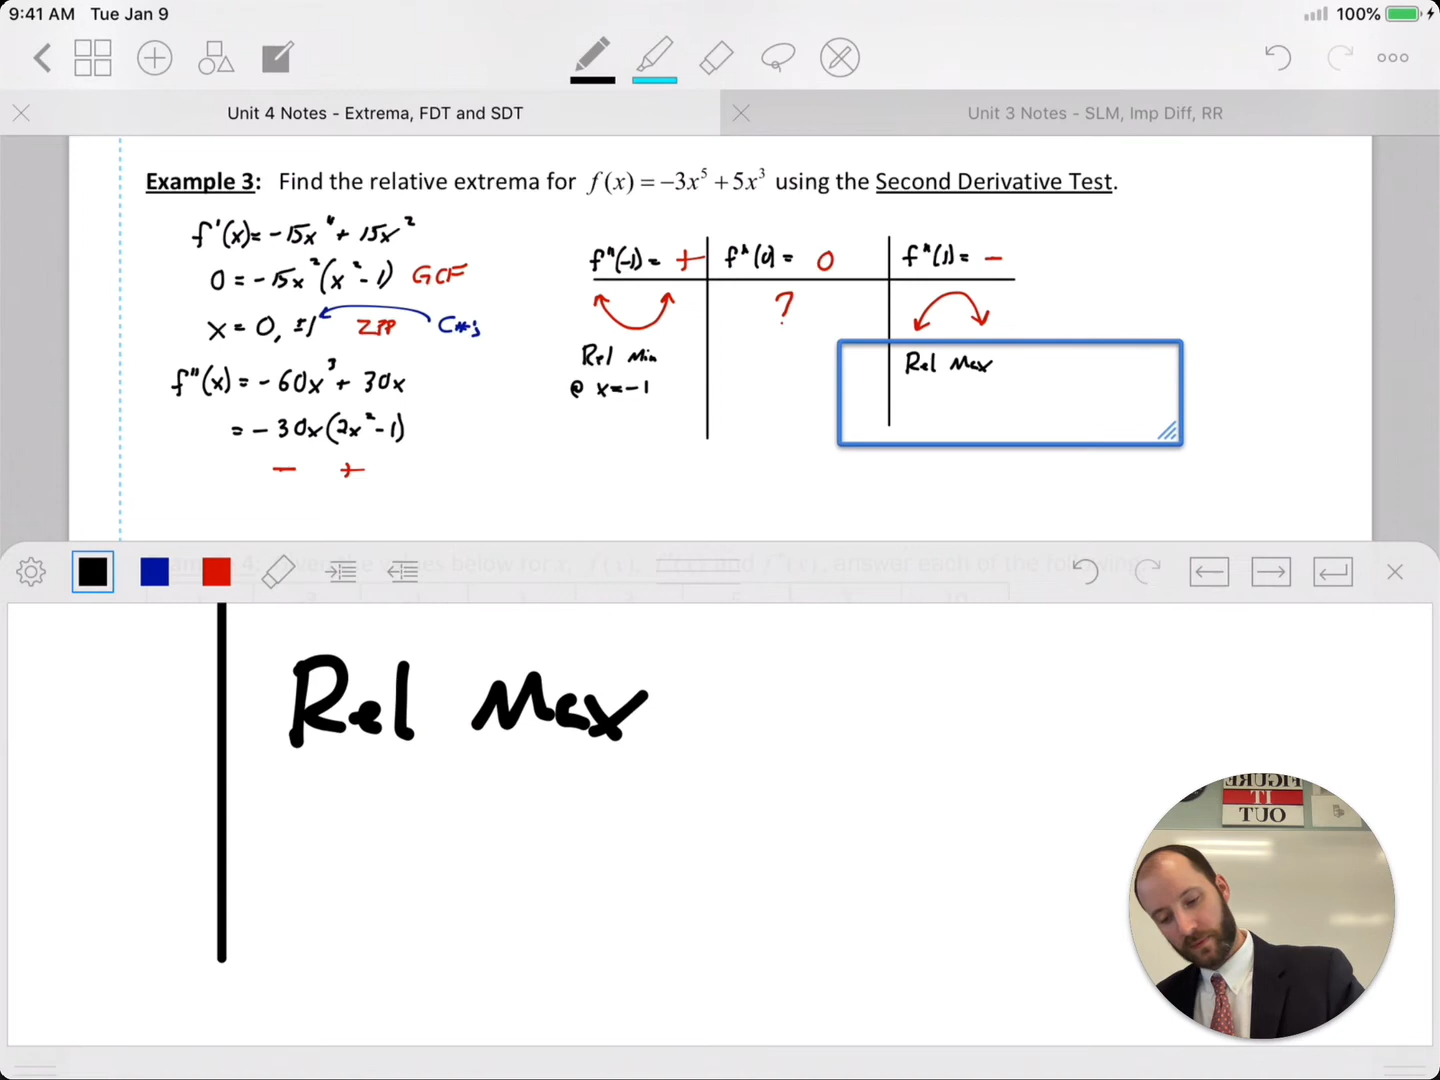 9:41 AM Tue Jan 9
100%
Unit 4 Notes - Extrema, FDT and SDT
Unit 3 Notes - SLM, Imp Diff, RR
Example 3: Find the relative extrema for f(x) = −3x⁵ + 5x³ using the Second Derivative Test.
f'(x) = -15x⁴ + 15x²
0 = -15x²(x² - 1) GCF
x = 0, ±1 ZPP C#'s
f"(x) = -60x³ + 30x
= -30x(2x² - 1)
- +
f"(-1) = + f"(0) = 0 f"(1) = -
?
Rel Min
@ x=-1
Rel Max
Rel Max
FIGURE
IT
OUT